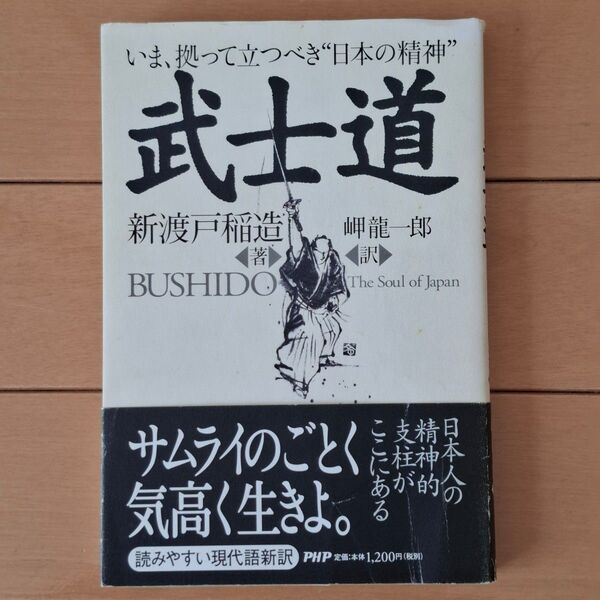 いま、拠って立つべき“日本の精神”
武士道
新渡戸稲造 著
岬龍一郎 訳
BUSHIDO
The Soul of Japan
日本人の
精神的
支柱が
ここにある
サムライのごとく
気高く生きよ。
読みやすい現代語新訳
PHP
定価:本体1,200円(税別)